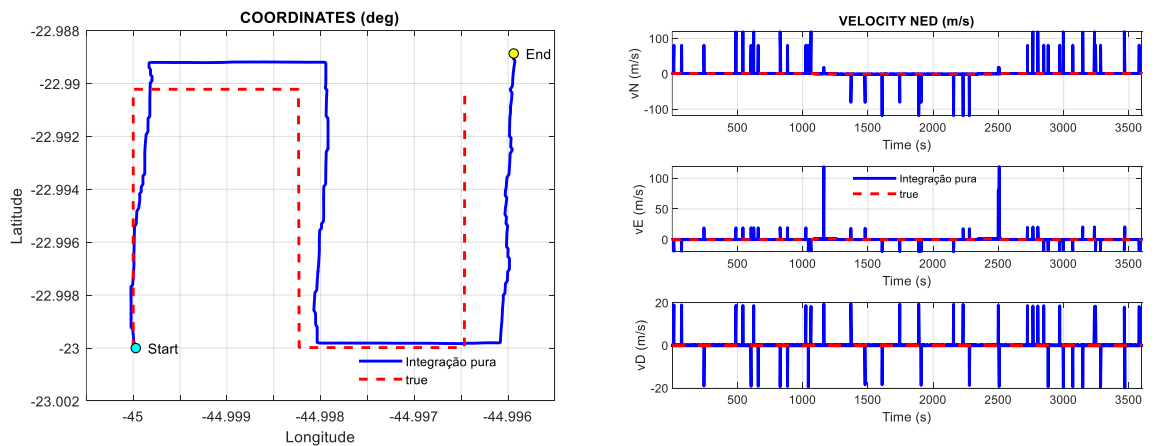 COORDINATES (deg)
-22.988
-22.99
-22.992
-22.994
-22.996
-22.998
-23
-23.002
Latitude
End
Start
Integração pura
true
-45
-44.999
-44.998
-44.997
-44.996
Longitude
VELOCITY NED (m/s)
100
0
-100
vN (m/s)
500
1000
1500
2000
2500
3000
3500
Time (s)
100
50
0
vE (m/s)
Integração pura
true
500
1000
1500
2000
2500
3000
3500
Time (s)
20
0
-20
vD (m/s)
500
1000
1500
2000
2500
3000
3500
Time (s)